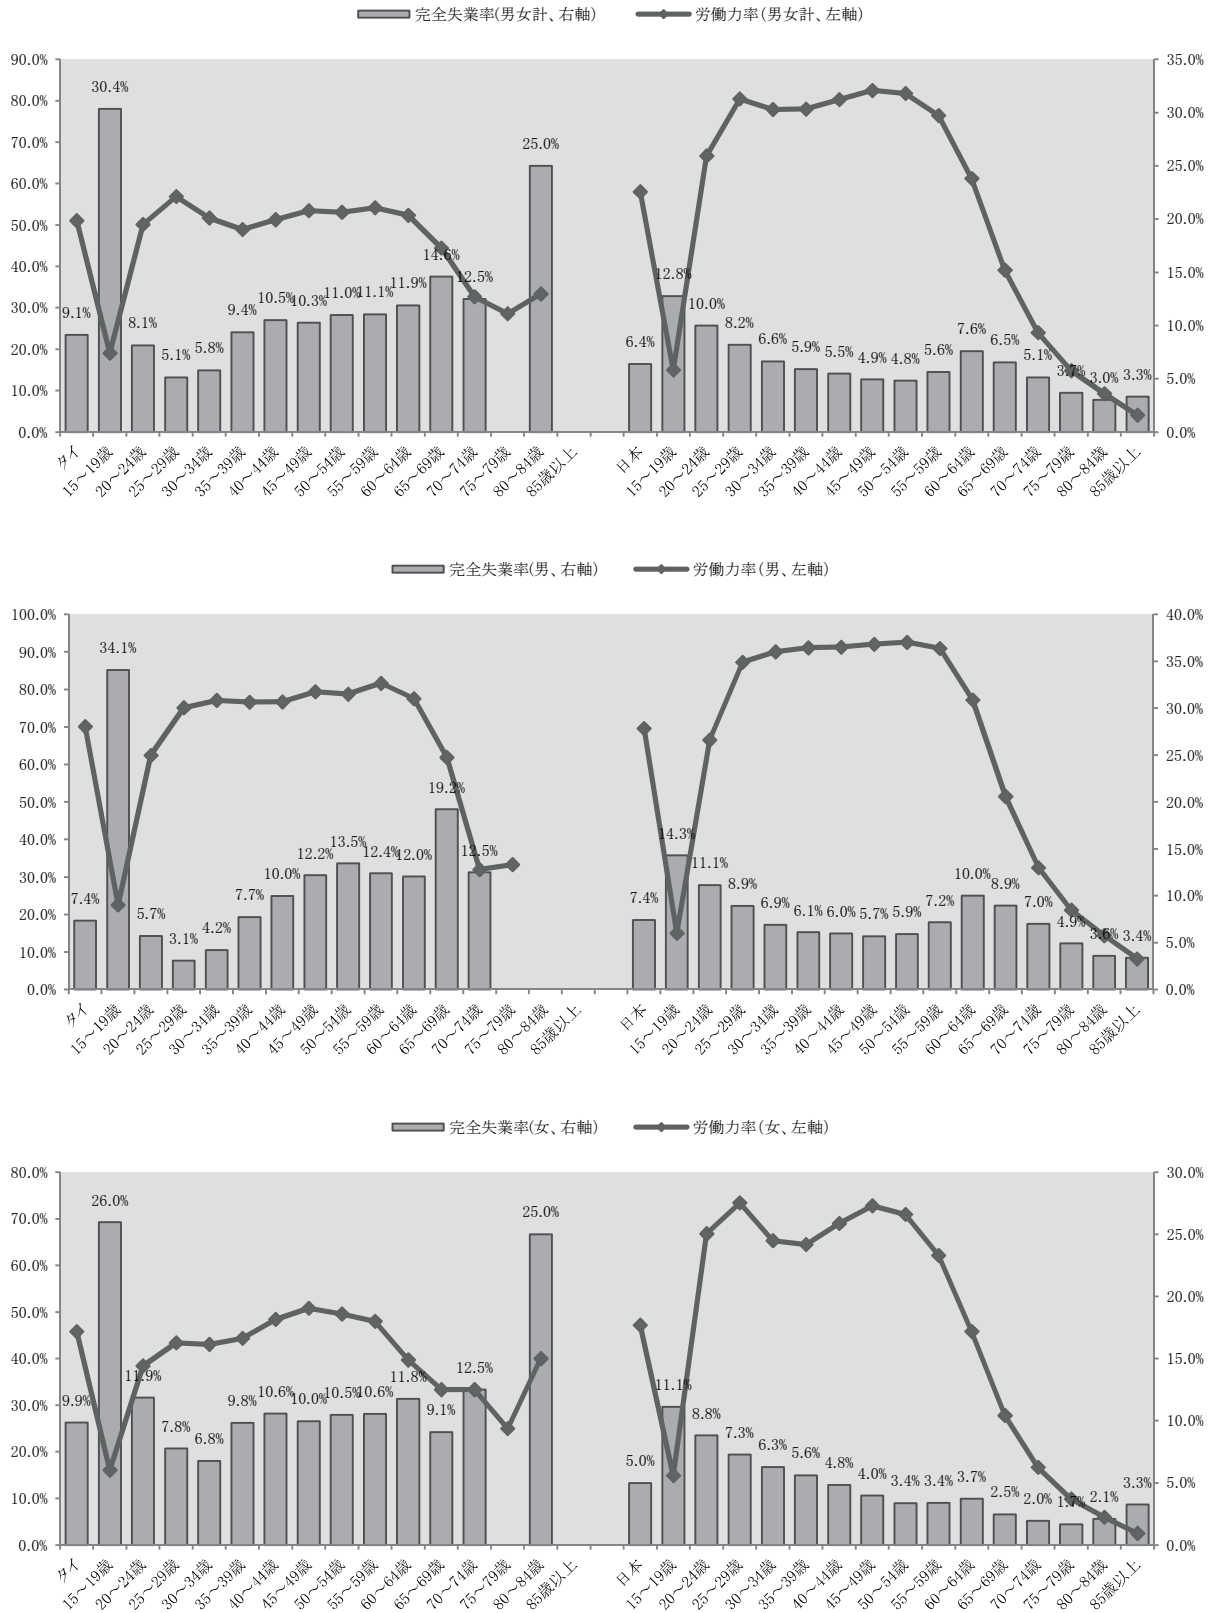 完全失業率(男女計、右軸) 労働力率(男女計、左軸)
90.0% 80.0% 70.0% 60.0% 50.0% 40.0% 30.0% 20.0% 10.0% 0.0%
35.0% 30.0% 25.0% 20.0% 15.0% 10.0% 5.0% 0.0%
9.1% 30.4% 8.1% 5.1% 5.8% 9.4% 10.5% 10.3% 11.0% 11.1% 11.9% 14.6% 12.5% 25.0%
6.4% 12.8% 10.0% 8.2% 6.6% 5.9% 5.5% 4.9% 4.8% 5.6% 7.6% 6.5% 5.1% 3.7% 3.0% 3.3%
タイ 15～19歳 20～24歳 25～29歳 30～34歳 35～39歳 40～44歳 45～49歳 50～54歳 55～59歳 60～64歳 65～69歳 70～74歳 75～79歳 80～84歳 85歳以上
日本 15～19歳 20～24歳 25～29歳 30～34歳 35～39歳 40～44歳 45～49歳 50～54歳 55～59歳 60～64歳 65～69歳 70～74歳 75～79歳 80～84歳 85歳以上
完全失業率(男、右軸) 労働力率(男、左軸)
100.0% 90.0% 80.0% 70.0% 60.0% 50.0% 40.0% 30.0% 20.0% 10.0% 0.0%
40.0% 35.0% 30.0% 25.0% 20.0% 15.0% 10.0% 5.0% 0.0%
7.4% 34.1% 5.7% 3.1% 4.2% 7.7% 10.0% 12.2% 13.5% 12.4% 12.0% 19.2% 12.5%
7.4% 14.3% 11.1% 8.9% 6.9% 6.1% 6.0% 5.7% 5.9% 7.2% 10.0% 8.9% 7.0% 4.9% 3.6% 3.4%
タイ 15～19歳 20～24歳 25～29歳 30～34歳 35～39歳 40～44歳 45～49歳 50～54歳 55～59歳 60～64歳 65～69歳 70～74歳 75～79歳 80～84歳 85歳以上
日本 15～19歳 20～24歳 25～29歳 30～34歳 35～39歳 40～44歳 45～49歳 50～54歳 55～59歳 60～64歳 65～69歳 70～74歳 75～79歳 80～84歳 85歳以上
完全失業率(女、右軸) 労働力率(女、左軸)
80.0% 70.0% 60.0% 50.0% 40.0% 30.0% 20.0% 10.0% 0.0%
30.0% 25.0% 20.0% 15.0% 10.0% 5.0% 0.0%
9.9% 26.0% 11.9% 7.8% 6.8% 9.8% 10.6% 10.0% 10.5% 10.6% 11.8% 9.1% 12.5% 25.0%
5.0% 11.1% 8.8% 7.3% 6.3% 5.6% 4.8% 4.0% 3.4% 3.4% 3.7% 2.5% 2.0% 1.7% 2.1% 3.3%
タイ 15～19歳 20～24歳 25～29歳 30～34歳 35～39歳 40～44歳 45～49歳 50～54歳 55～59歳 60～64歳 65～69歳 70～74歳 75～79歳 80～84歳 85歳以上
日本 15～19歳 20～24歳 25～29歳 30～34歳 35～39歳 40～44歳 45～49歳 50～54歳 55～59歳 60～64歳 65～69歳 70～74歳 75～79歳 80～84歳 85歳以上